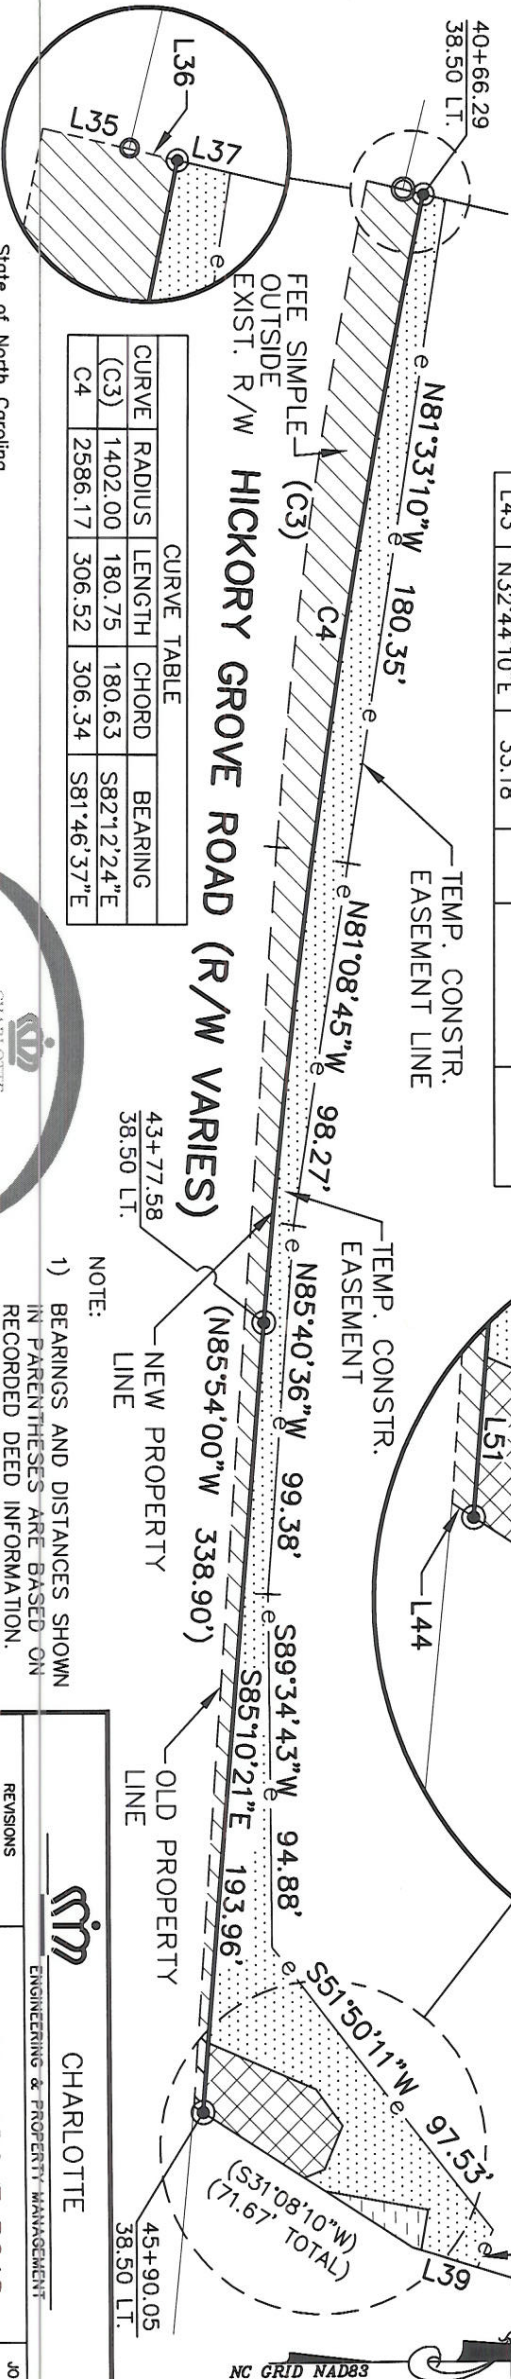 40+66.29
38.50 LT.
L36
L35
L37
e
FEE SIMPLE
OUTSIDE
EXIST. R/W
(C3)
C4
e N81°33'10"W e 180.35' e
TEMP. CONSTR.
EASEMENT LINE
L43 N32°44'10"E 33.18
e N81°08'45"W e 98.27'
TEMP. CONSTR.
EASEMENT
e N85°40'36"W e 99.38'
e S89°34'43"W e 94.88'
e S51°50'11"W e 97.53' e
HICKORY GROVE ROAD (R/W VARIES)
CURVE TABLE
CURVE RADIUS LENGTH CHORD BEARING
(C3) 1402.00 180.75 180.63 S82°12'24"E
C4 2586.17 306.52 306.34 S81°46'37"E
43+77.58
38.50 LT.
NEW PROPERTY
LINE
(N85°54'00"W 338.90')
S85°10'21"E 193.96'
OLD PROPERTY
LINE
L51
L44
(S31°08'10"W)
(71.67' TOTAL)
L39
45+90.05
38.50 LT.
NC GRID NAD83
NOTE:
1) BEARINGS AND DISTANCES SHOWN
IN PARENTHESES ARE BASED ON
RECORDED DEED INFORMATION.
State of North Carolina
CHARLOTTE
REVISIONS
CHARLOTTE
ENGINEERING & PROPERTY MANAGEMENT
JO